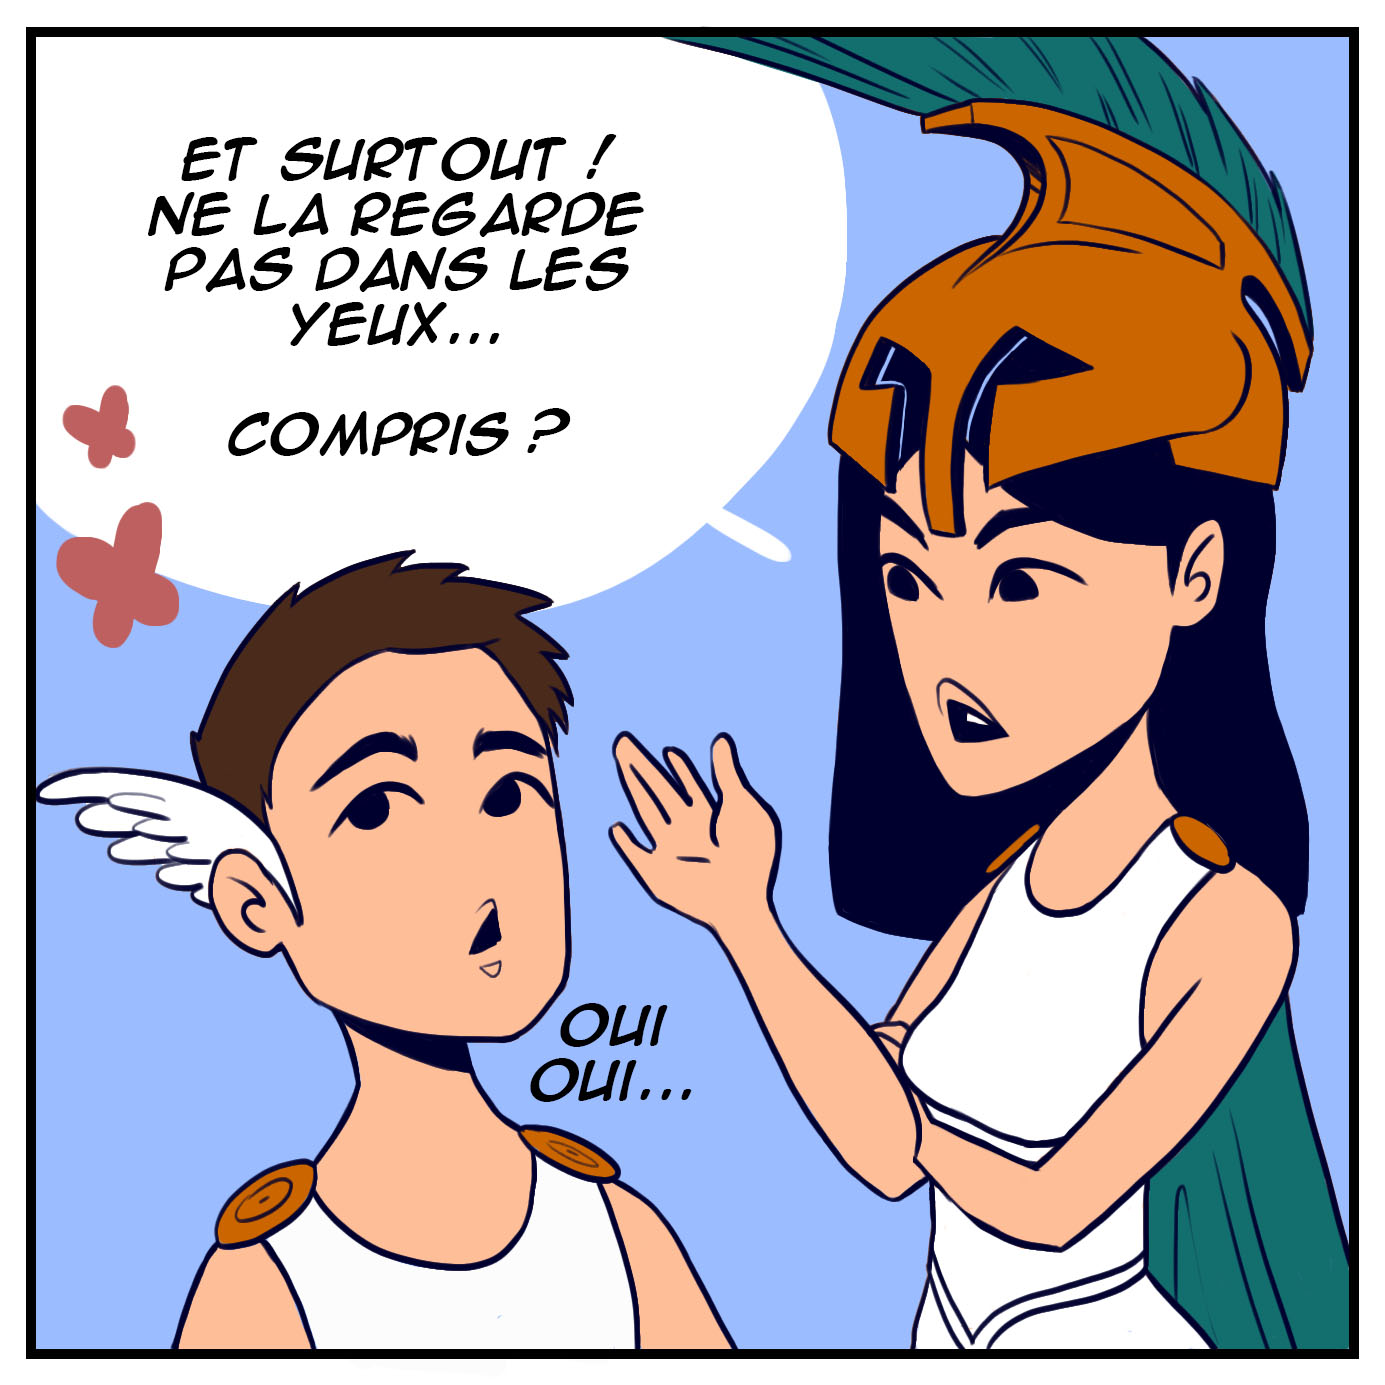 ET SURTOUT !
NE LA REGARDE
PAS DANS LES
YEUX...
COMPRIS ?
OUI
OUI...